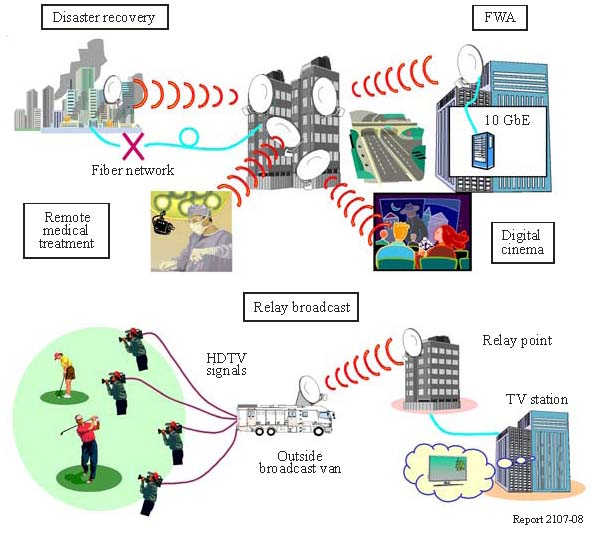 Disaster recovery
FWA
10 GbE
Fiber network
Remote
medical
treatment
Digital
cinema
Relay broadcast
HDTV
signals
Relay point
TV station
Outside
broadcast van
Report 2107-08